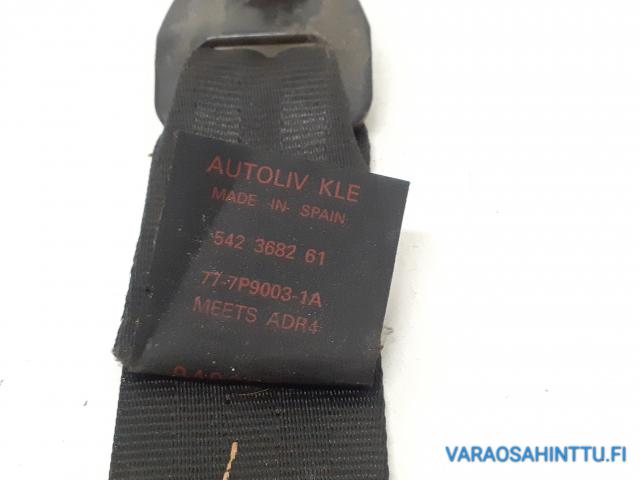 AUTOLIV KLE
MADE IN SPAIN
542 3682 61
77-7P9003-1A
MEETS ADR4
VARAOSAHINTTU.FI